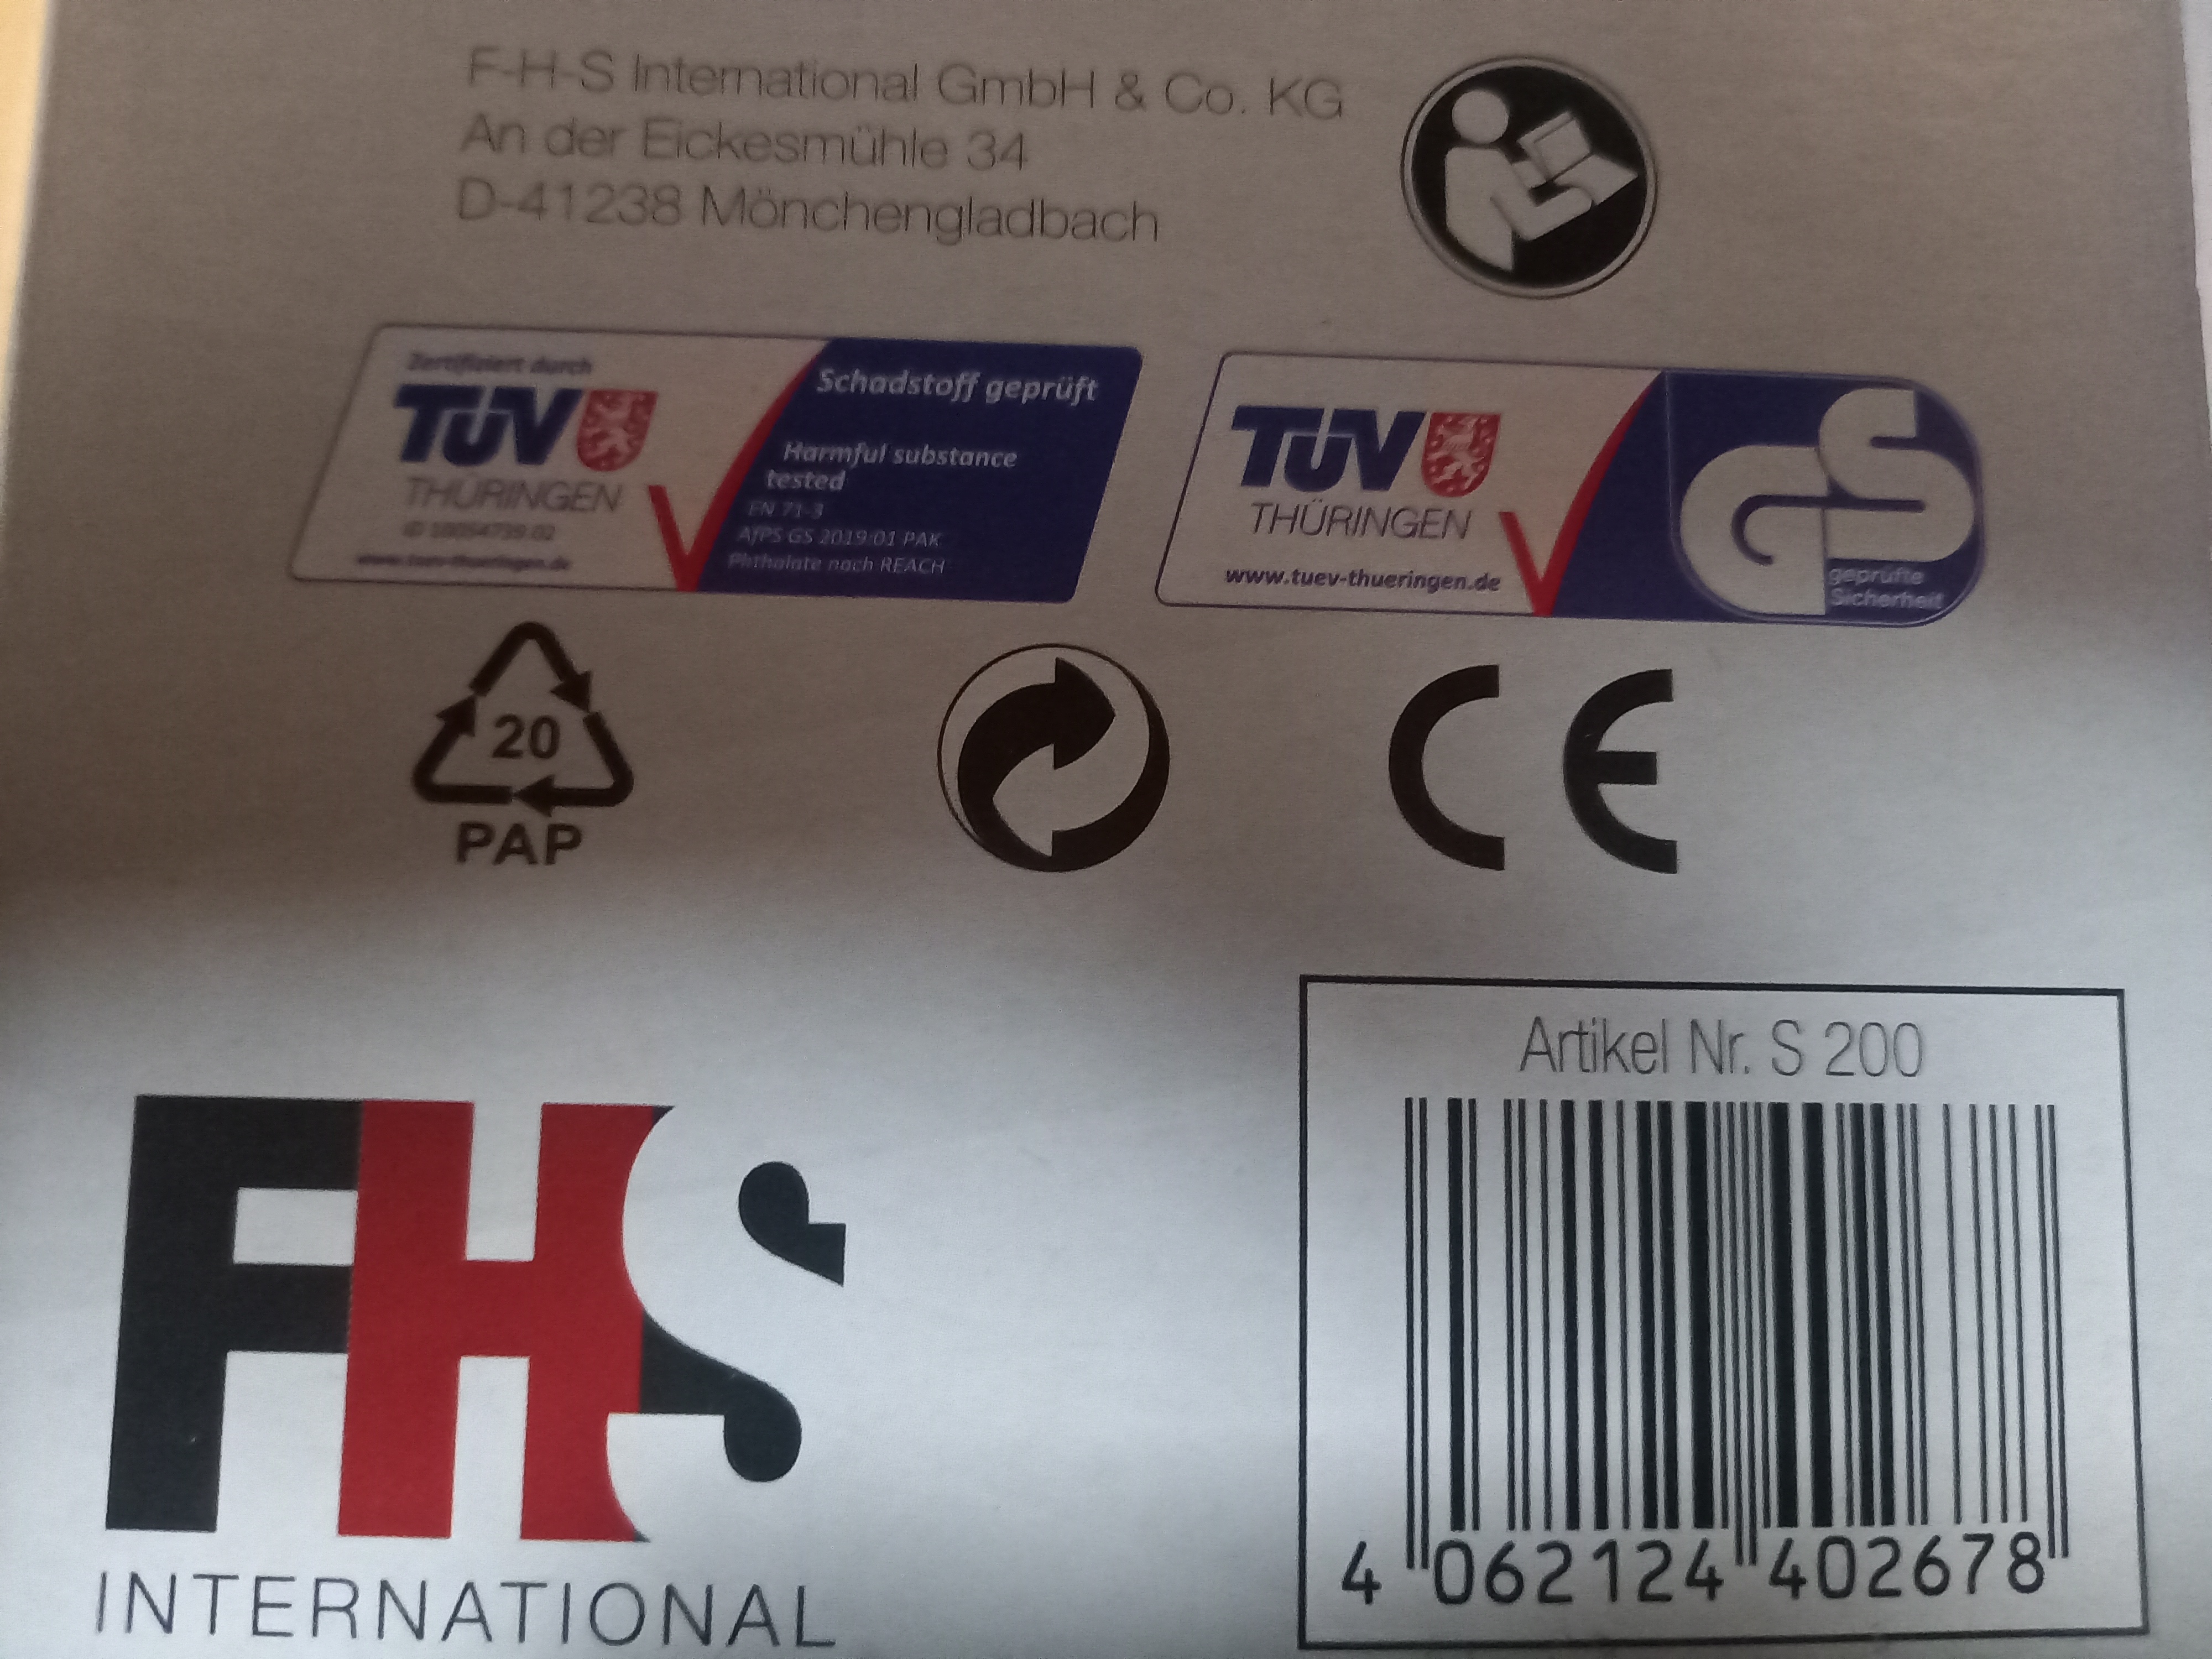 F-H-S International GmbH & Co. KG
An der Eickesmühle 34
D-41238 Mönchengladbach
Zertifiziert durch
TÜV
THÜRINGEN
www.tuev-thueringen.de
Schadstoff geprüft
Harmful substance
tested
EN 71-3
AfPS GS 2019:01 PAK
Phthalate nach REACH
TÜV
THÜRINGEN
www.tuev-thueringen.de
GS
geprüfte
Sicherheit
20
PAP
CE
Artikel Nr. S 200
4 062124 402678
FHS
INTERNATIONAL